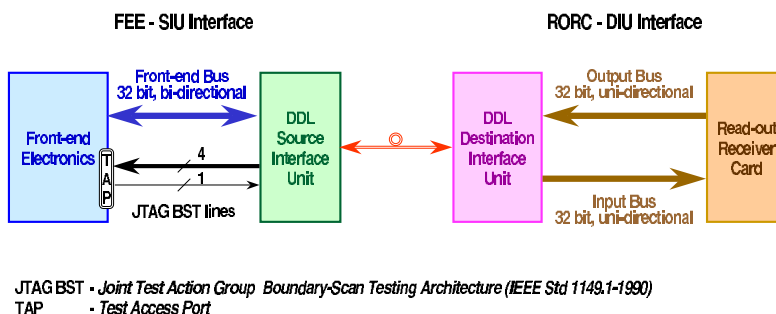 FEE - SIU Interface
RORC - DIU Interface
Front-end Bus
32 bit, bi-directional
Output Bus
32 bit, uni-directional
Front-end
Electronics
TAP
4
1
JTAG BST lines
DDL
Source
Interface
Unit
DDL
Destination
Interface
Unit
Read-out
Receiver
Card
Input Bus
32 bit, uni-directional
JTAG BST - Joint Test Action Group Boundary-Scan Testing Architecture (IEEE Std 1149.1-1990)
TAP - Test Access Port